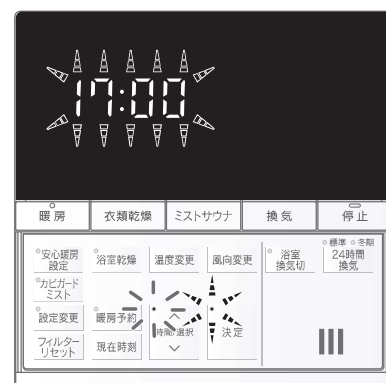 17:00
暖房 衣類乾燥 ミストサウナ 換気 停止
標準 冬期
安心暖房
設定
浴室乾燥 温度変更 風向変更
浴室
換気切
24時間
換気
カビガード
ミスト
設定変更 暖房予約
時間/選択
決定
フィルター
リセット
現在時刻